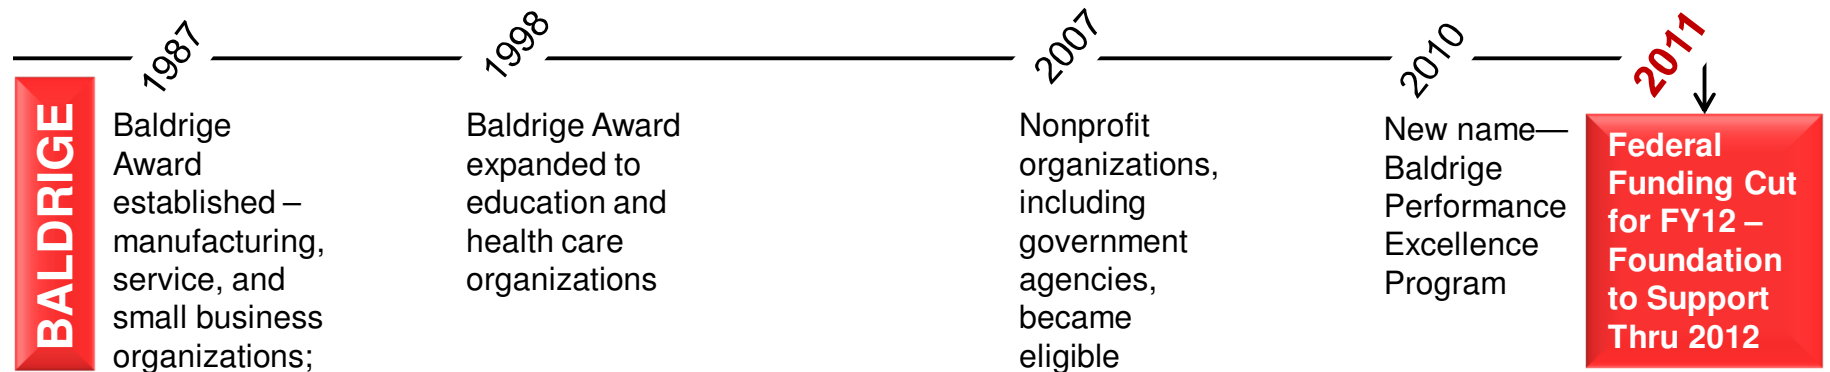 1987
1998
2007
2010
2011
BALDRIGE
Baldrige
Award
established –
manufacturing,
service, and
small business
organizations;
Baldrige Award
expanded to
education and
health care
organizations
Nonprofit
organizations,
including
government
agencies,
became
eligible
New name—
Baldrige
Performance
Excellence
Program
Federal
Funding Cut
for FY12 –
Foundation
to Support
Thru 2012